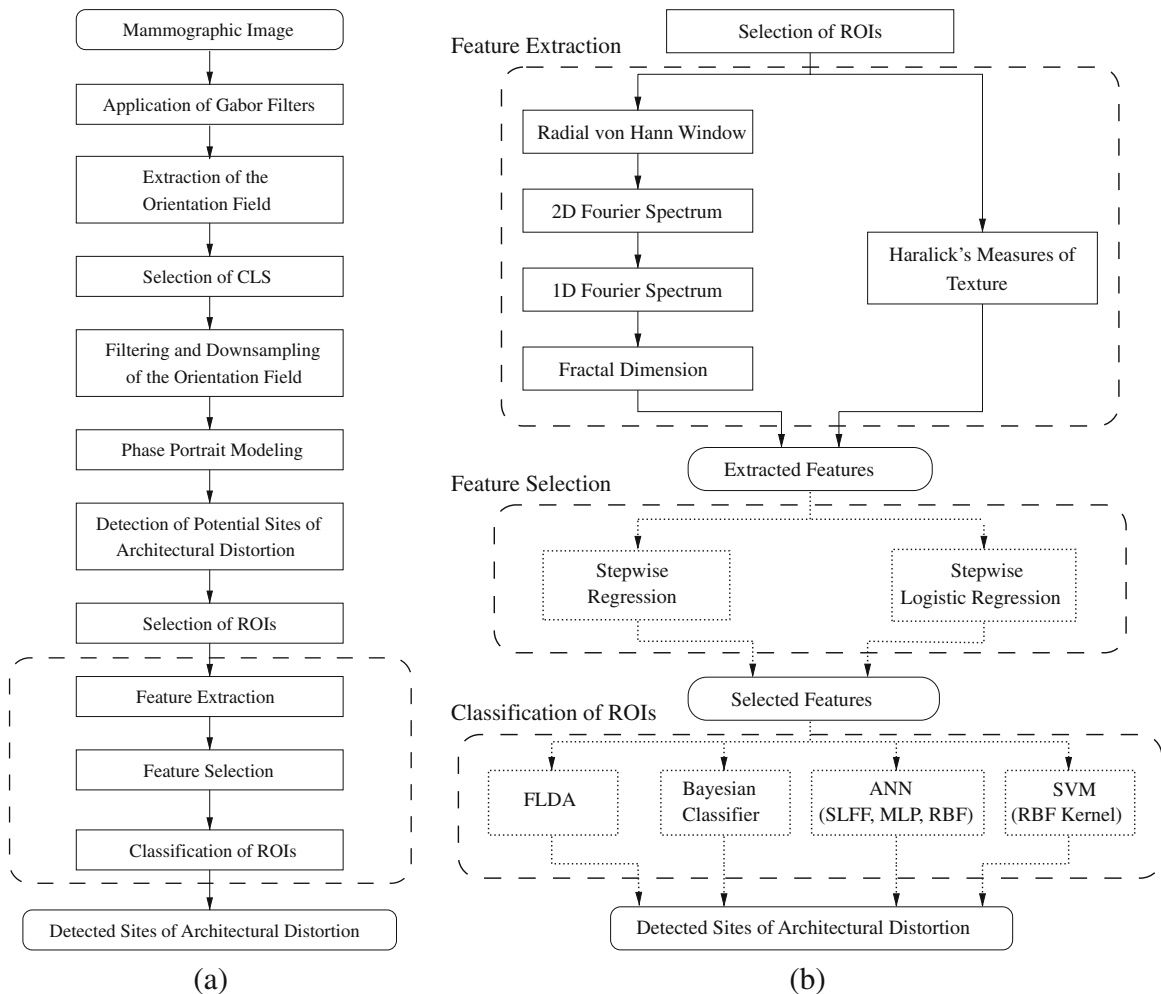 Mammographic Image
Application of Gabor Filters
Extraction of the
Orientation Field
Selection of CLS
Filtering and Downsampling
of the Orientation Field
Phase Portrait Modeling
Detection of Potential Sites of
Architectural Distortion
Selection of ROIs
Feature Extraction
Feature Selection
Classification of ROIs
Detected Sites of Architectural Distortion
(a)
Selection of ROIs
Feature Extraction
Radial von Hann Window
2D Fourier Spectrum
1D Fourier Spectrum
Fractal Dimension
Haralick's Measures of
Texture
Extracted Features
Feature Selection
Stepwise
Regression
Stepwise
Logistic Regression
Selected Features
Classification of ROIs
FLDA
Bayesian
Classifier
ANN
(SLFF, MLP, RBF)
SVM
(RBF Kernel)
Detected Sites of Architectural Distortion
(b)